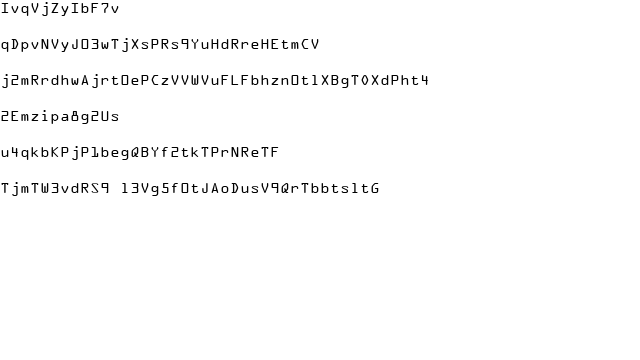 IvqVjZyIbF7v
qDpvNVyJO3wTjXsPRs9YuHdRreHEtmCV
j2mRrdhwAjrtOePCzVVWVuFLFbhznOtlXBgT0XdPht4
2Emzipa8g2Us
u4qkbKPjP1begQBYf2tkTPrNReTF
TjmTW3vdRS9 l3Vg5fOtJAoDusV9QrTbbtsltG